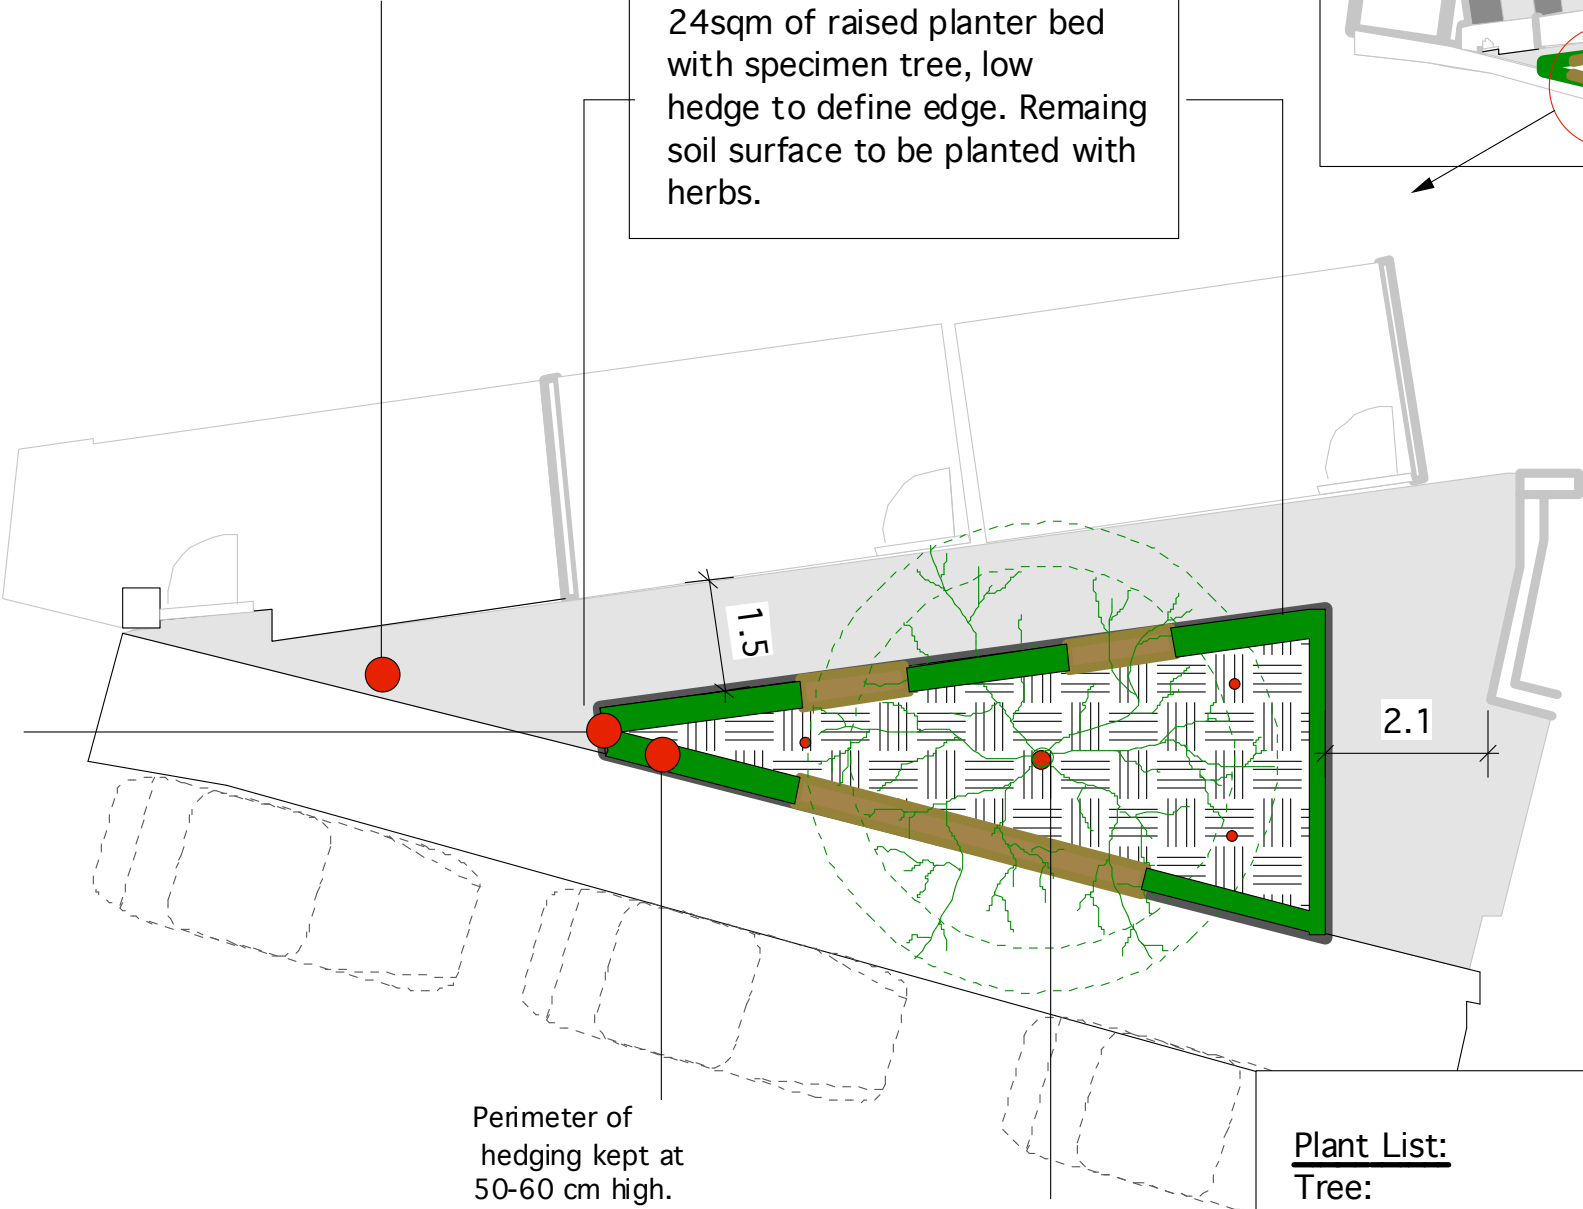 24sqm of raised planter bed
with specimen tree, low
hedge to define edge. Remaing
soil surface to be planted with
herbs.
1.5
2.1
Perimeter of
hedging kept at
50-60 cm high.
Plant List:
Tree: